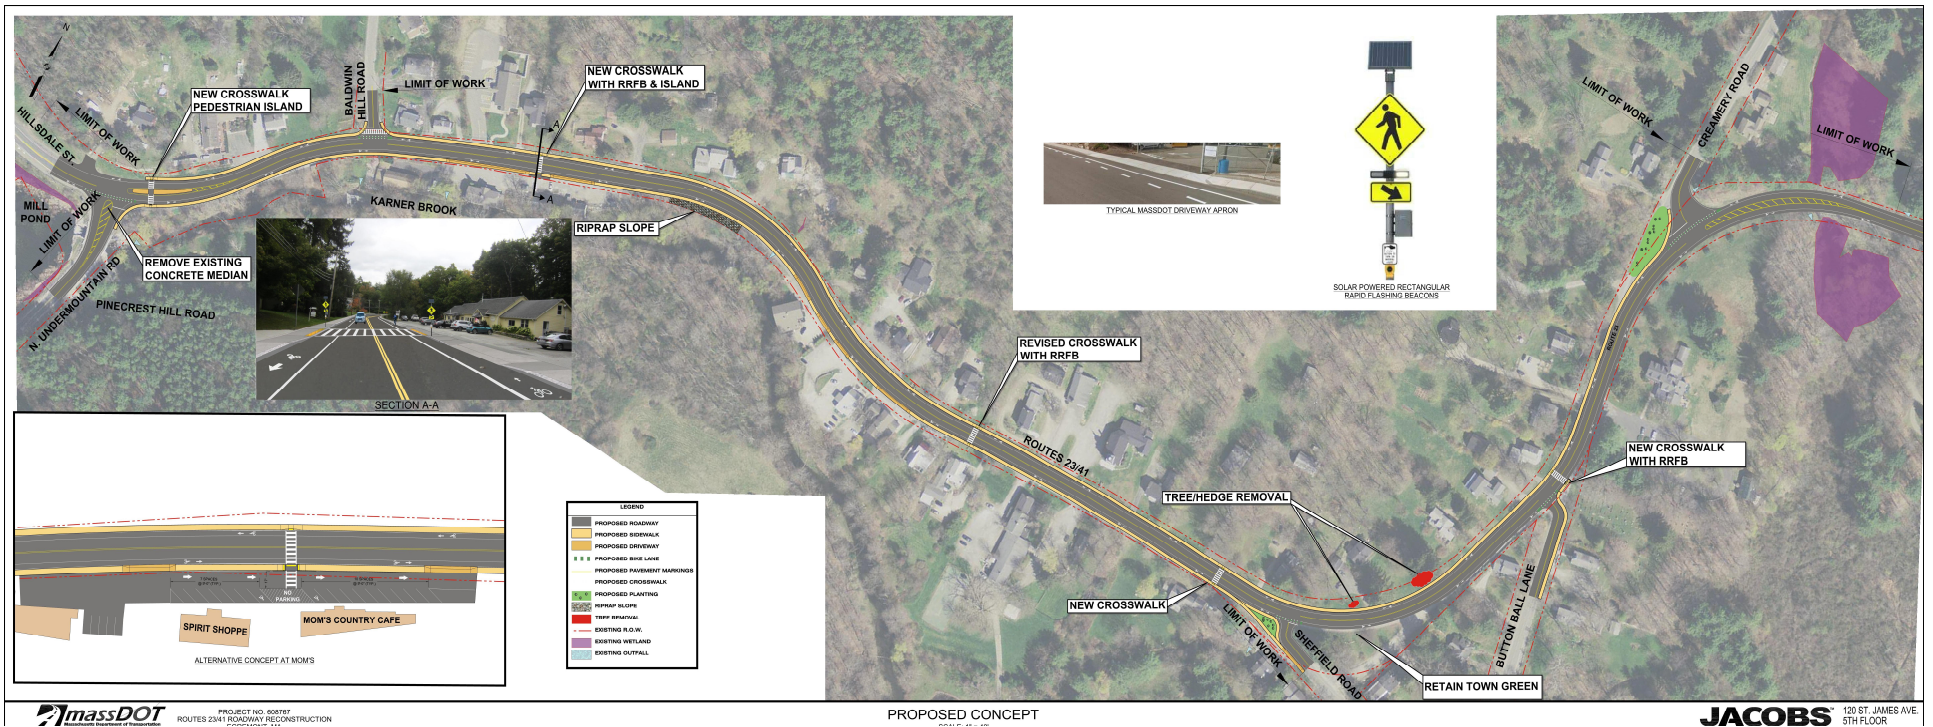 N
HILLSDALE ST.
LIMIT OF WORK
NEW CROSSWALK
PEDESTRIAN ISLAND
BALDWIN
HILL ROAD
LIMIT OF WORK
NEW CROSSWALK
WITH RRFB & ISLAND
A
A
MILL
POND
LIMIT OF WORK
KARNER BROOK
RIPRAP SLOPE
REMOVE EXISTING
CONCRETE MEDIAN
N. UNDERMOUNTAIN RD
PINECREST HILL ROAD
SECTION A-A
TYPICAL MASSDOT DRIVEWAY APRON
SOLAR POWERED RECTANGULAR
RAPID FLASHING BEACONS
LIMIT OF WORK
CREAMERY ROAD
LIMIT OF WORK
REVISED CROSSWALK
WITH RRFB
ROUTES 23/41
NEW CROSSWALK
WITH RRFB
TREE/HEDGE REMOVAL
NEW CROSSWALK
LIMIT OF WORK
SHEFFIELD ROAD
BUTTON BALL LANE
RETAIN TOWN GREEN
NO
PARKING
SPIRIT SHOPPE
MOM'S COUNTRY CAFE
ALTERNATIVE CONCEPT AT MOM'S
LEGEND
PROPOSED ROADWAY
PROPOSED SIDEWALK
PROPOSED DRIVEWAY
PROPOSED BIKE LANE
PROPOSED PAVEMENT MARKINGS
PROPOSED CROSSWALK
PROPOSED PLANTING
RIPRAP SLOPE
TREE REMOVAL
EXISTING R.O.W.
EXISTING WETLAND
EXISTING OUTFALL
massDOT
Massachusetts Department of Transportation
PROJECT NO. 608767
ROUTES 23/41 ROADWAY RECONSTRUCTION
PROPOSED CONCEPT
JACOBS
120 ST. JAMES AVE.
5TH FLOOR